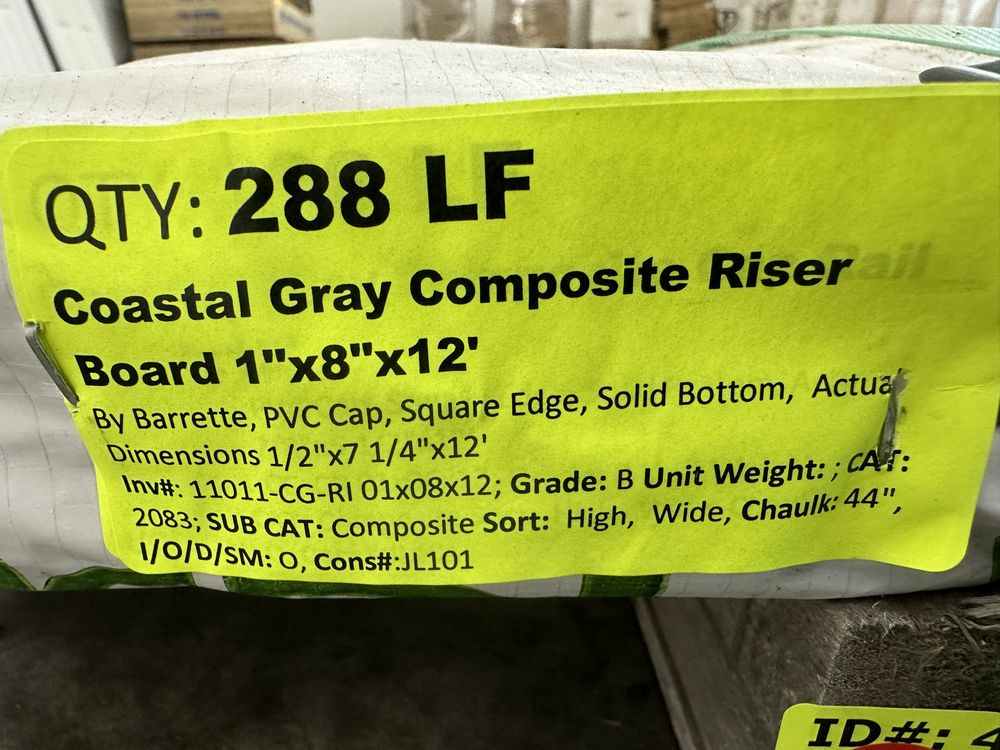 QTY: 288 LF
Coastal Gray Composite Riser
Board 1"x8"x12'
By Barrette, PVC Cap, Square Edge, Solid Bottom, Actual
Dimensions 1/2"x7 1/4"x12'
Inv#: 11011-CG-RI 01x08x12; Grade: B Unit Weight: ; CAT:
2083; SUB CAT: Composite Sort: High, Wide, Chaulk: 44",
I/O/D/SM: O, Cons#:JL101
ID#: 4